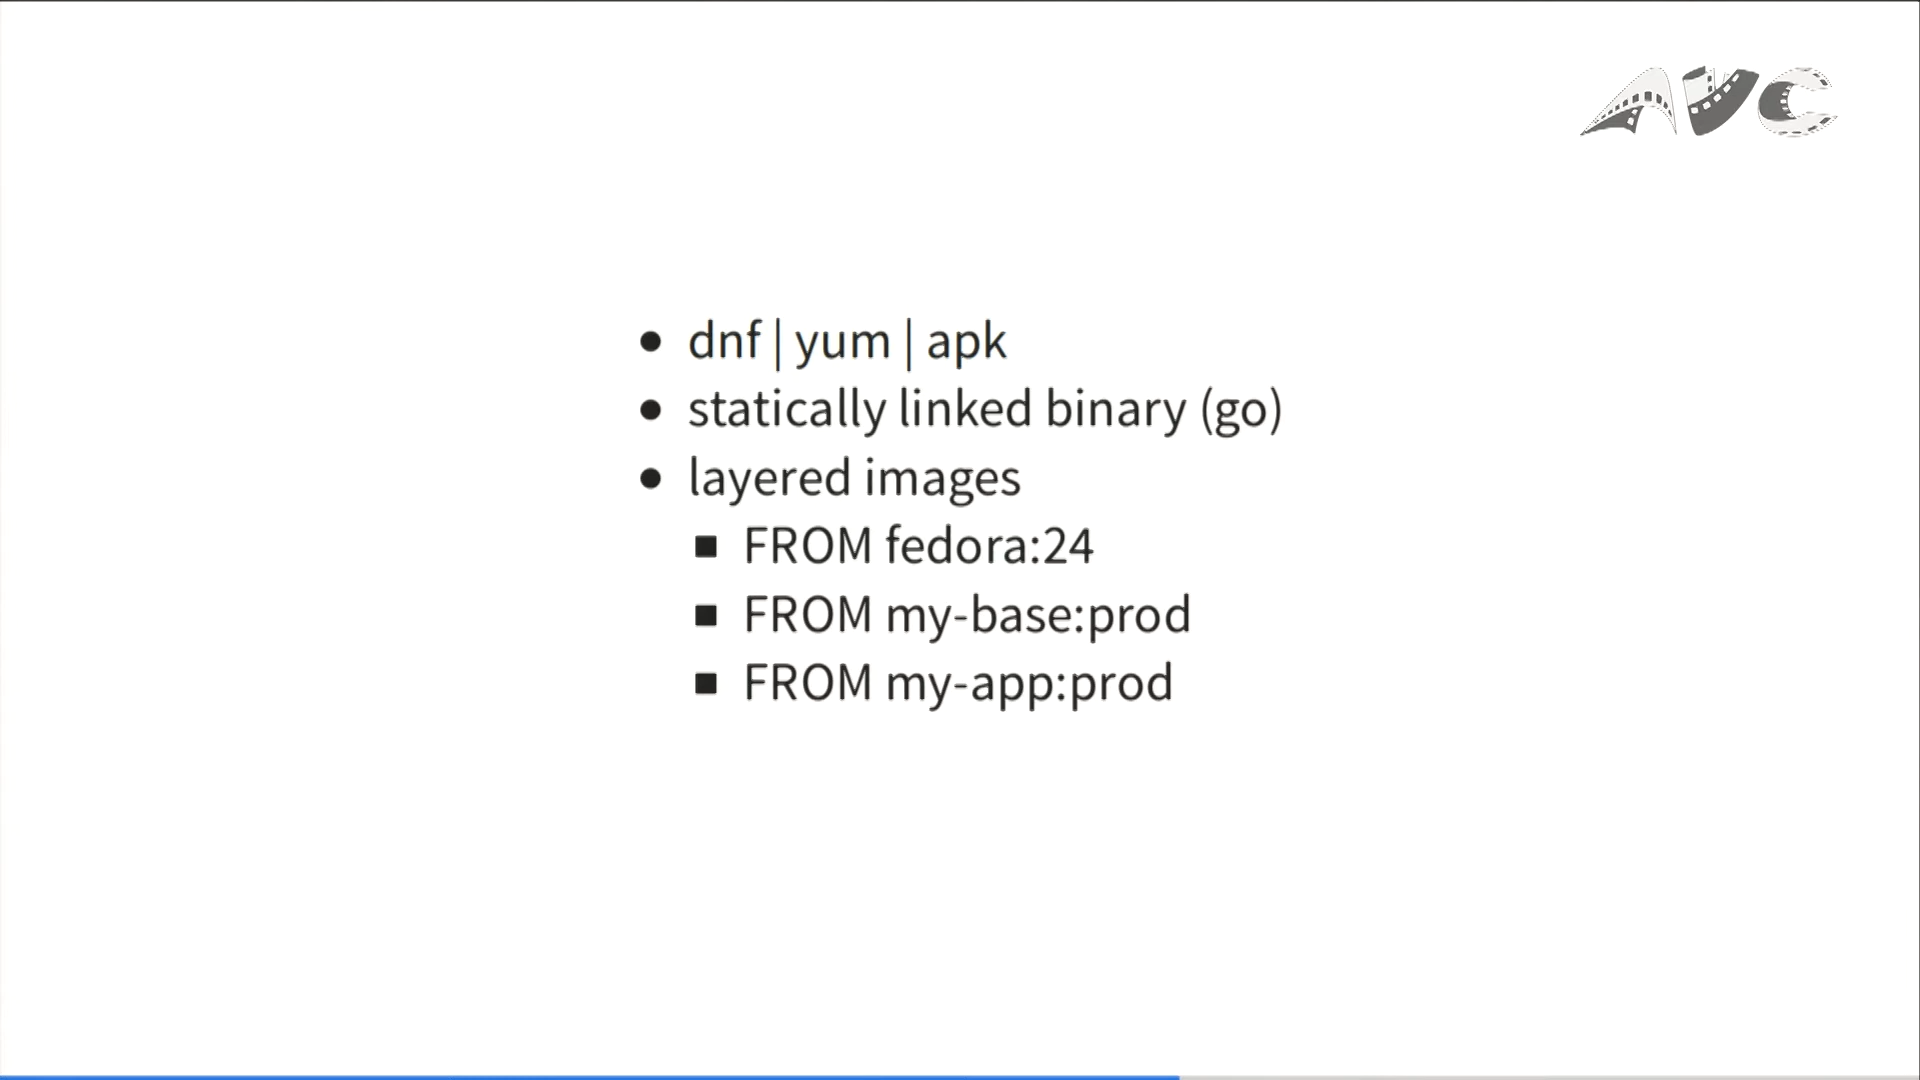 AVC
dnf | yum | apk
statically linked binary (go)
layered images
FROM fedora:24
FROM my-base:prod
FROM my-app:prod